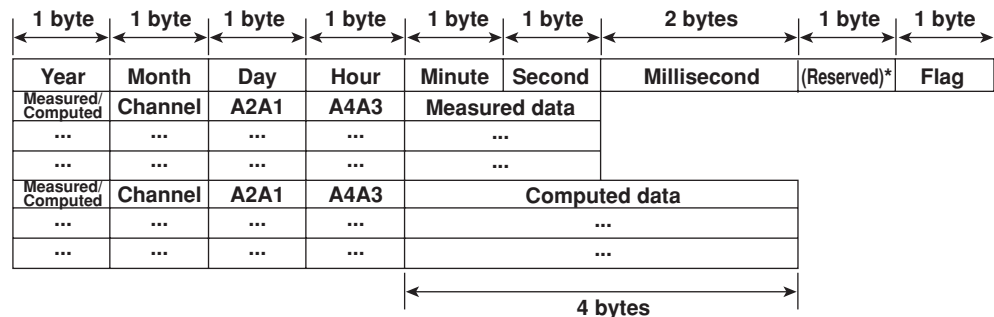 1 byte 1 byte 1 byte 1 byte 1 byte 1 byte 2 bytes 1 byte 1 byte
Year Month Day Hour Minute Second Millisecond (Reserved)* Flag
Measured/
Computed Channel A2A1 A4A3 Measured data
... ... ... ... ...
... ... ... ... ...
Measured/
Computed Channel A2A1 A4A3 Computed data
... ... ... ... ...
... ... ... ... ...
4 bytes